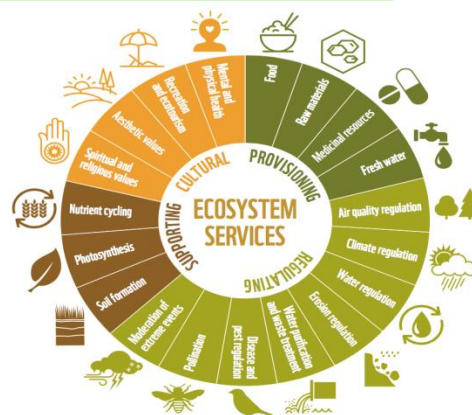 ECOSYSTEM
SERVICES
PROVISIONING
Food
Raw materials
Medicinal resources
Fresh water
REGULATING
Air quality regulation
Climate regulation
Water regulation
Erosion regulation
Water purification
and waste treatment
Disease and
pest regulation
Pollination
Moderation of
extreme events
SUPPORTING
Soil formation
Photosynthesis
Nutrient cycling
CULTURAL
Spiritual and
religious values
Aesthetic values
Recreation
and ecotourism
Mental and
physical health